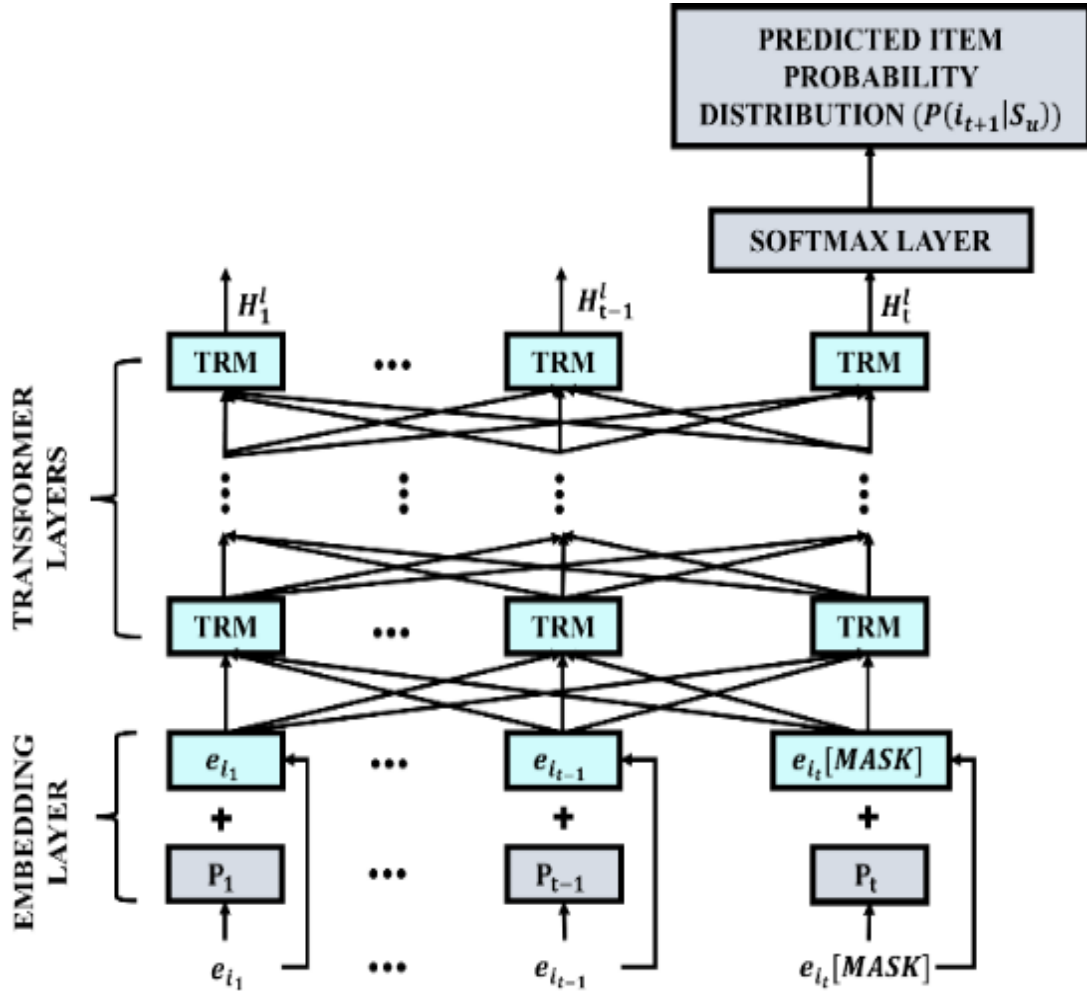 PREDICTED ITEM
PROBABILITY
DISTRIBUTION (P(i_{t+1}|S_u))
SOFTMAX LAYER
H_1^l
H_{t-1}^l
H_t^l
TRM ••• TRM TRM
TRANSFORMER
LAYERS
TRM ••• TRM TRM
EMBEDDING
LAYER
e_{i_1} ••• e_{i_{t-1}} e_{i_t}[MASK]
+ + +
P_1 ••• P_{t-1} P_t
e_{i_1} ••• e_{i_{t-1}} e_{i_t}[MASK]